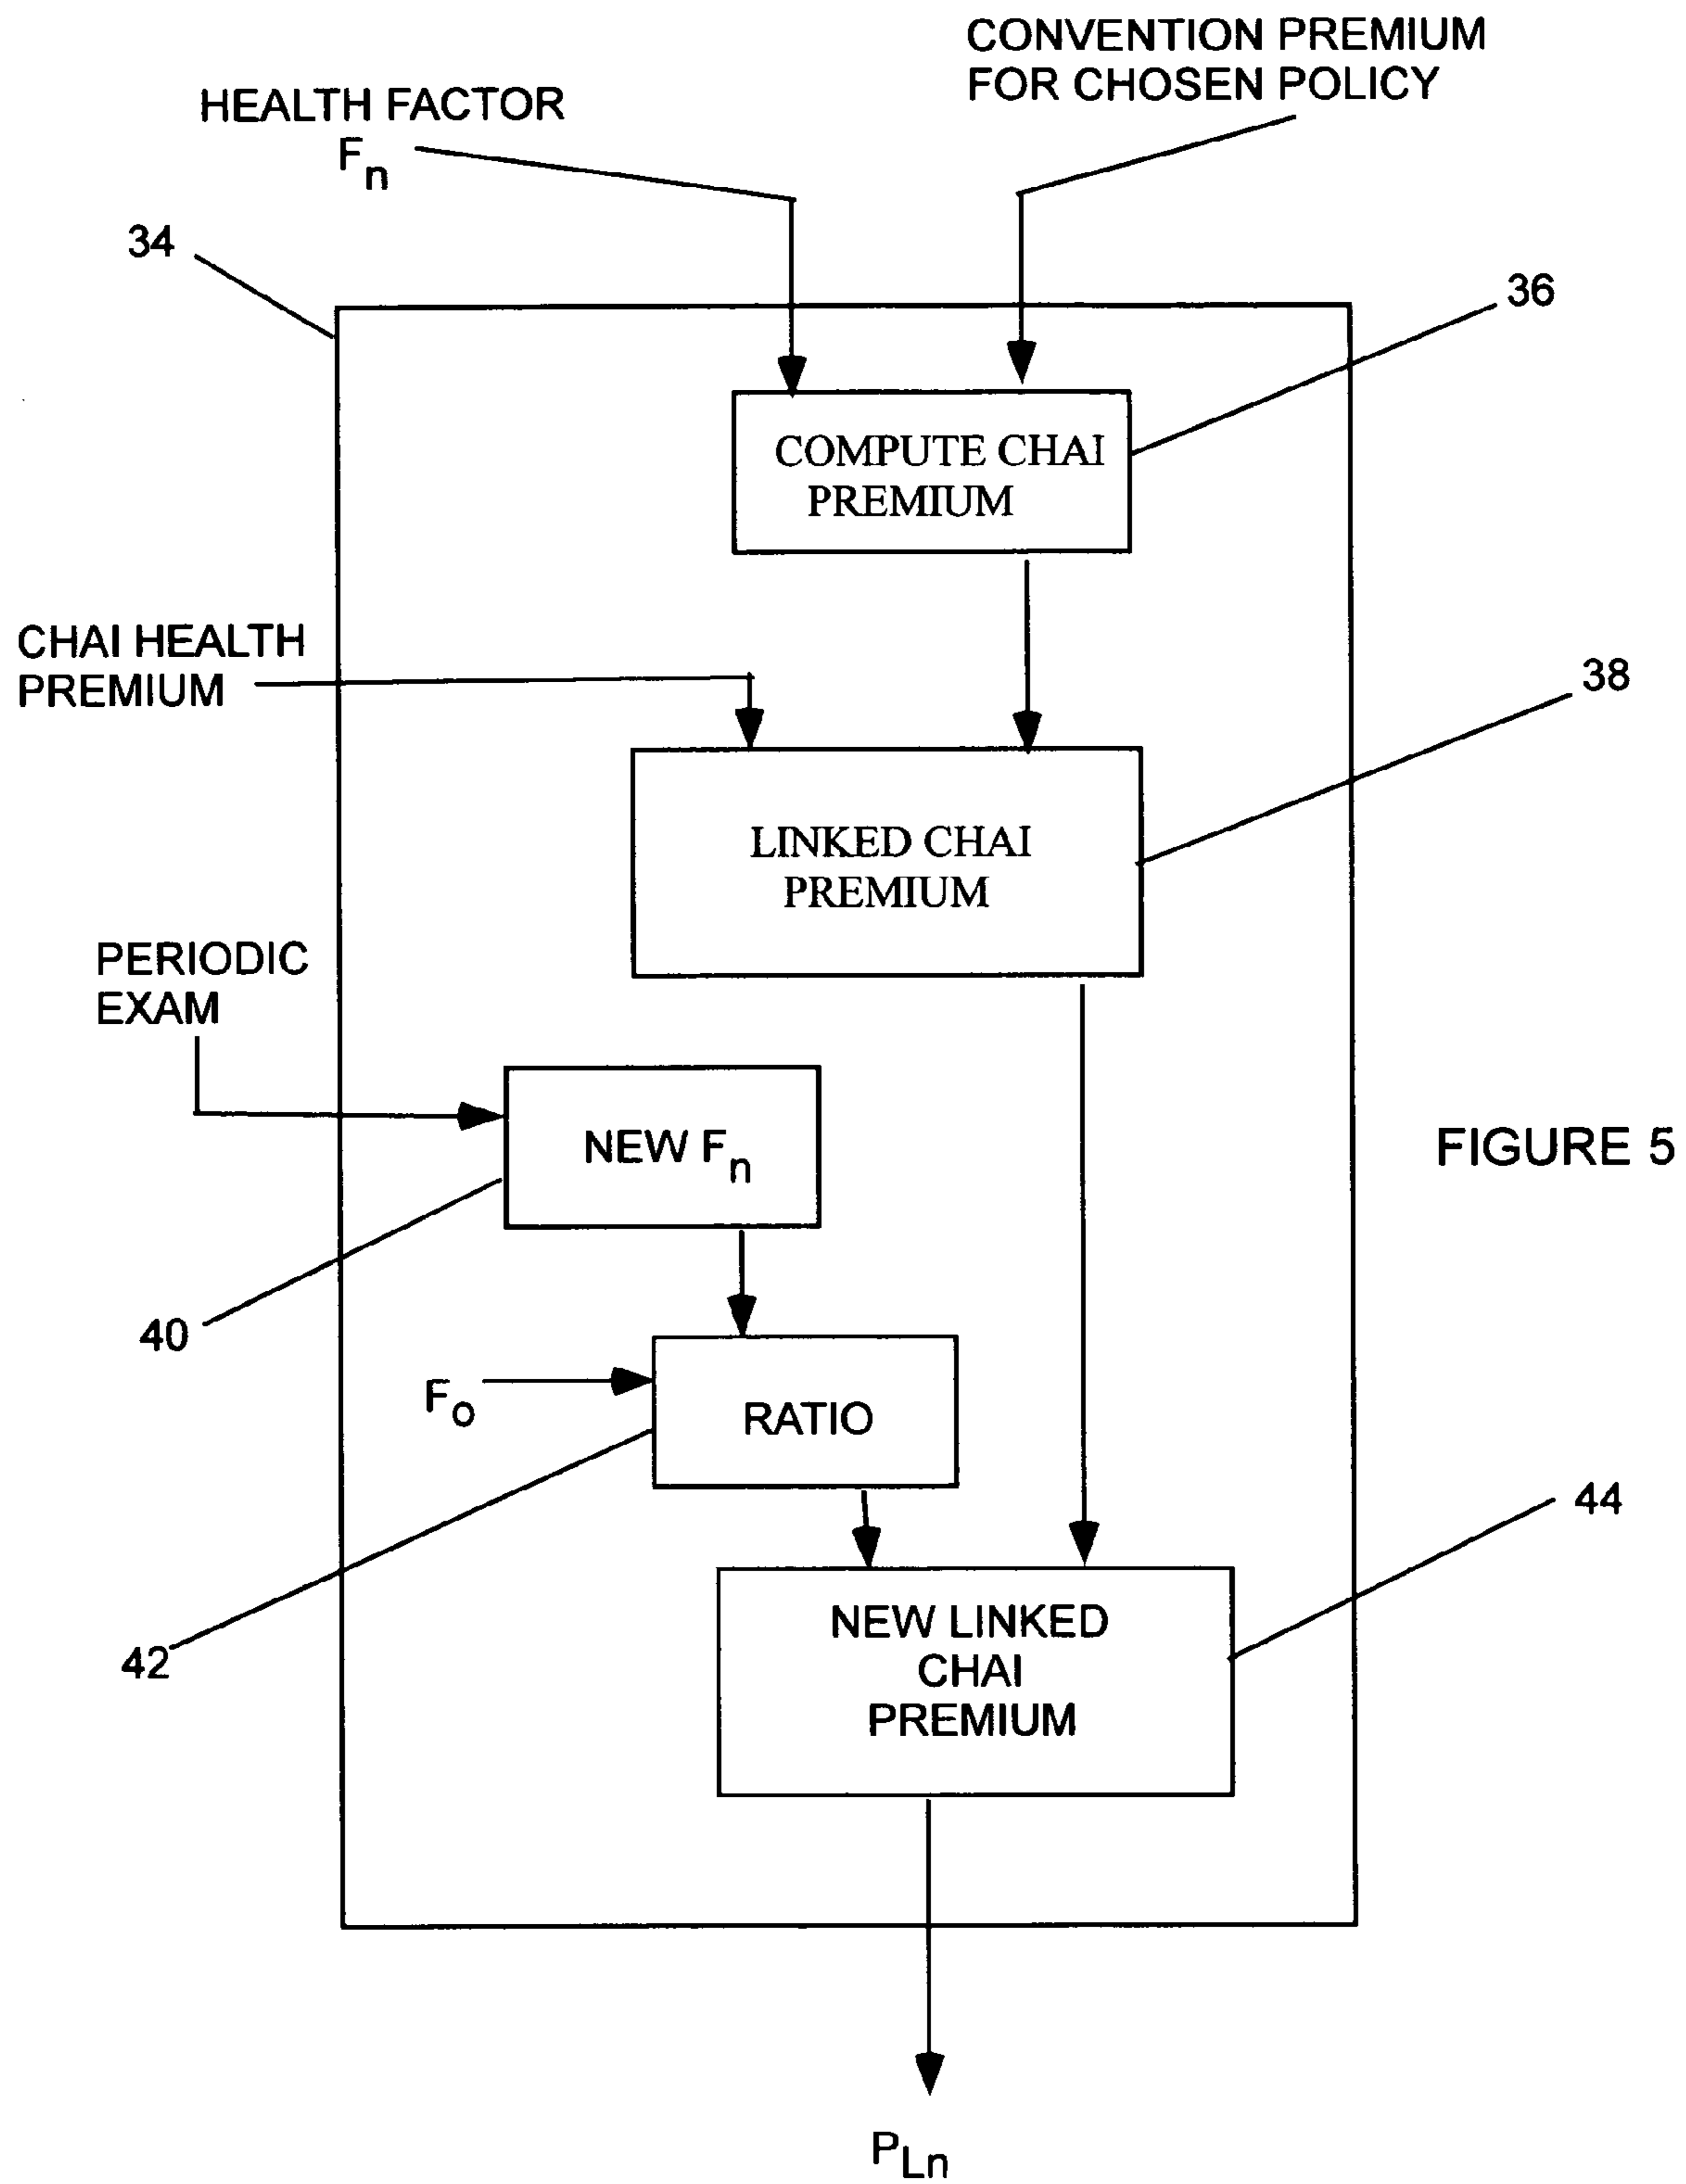 CONVENTION PREMIUM
FOR CHOSEN POLICY
HEALTH FACTOR
Fn
34
36
COMPUTE CHAI
PREMIUM
CHAI HEALTH
PREMIUM
38
LINKED CHAI
PREMIUM
PERIODIC
EXAM
NEW Fn
FIGURE 5
40
Fo
RATIO
42
44
NEW LINKED
CHAI
PREMIUM
PLn